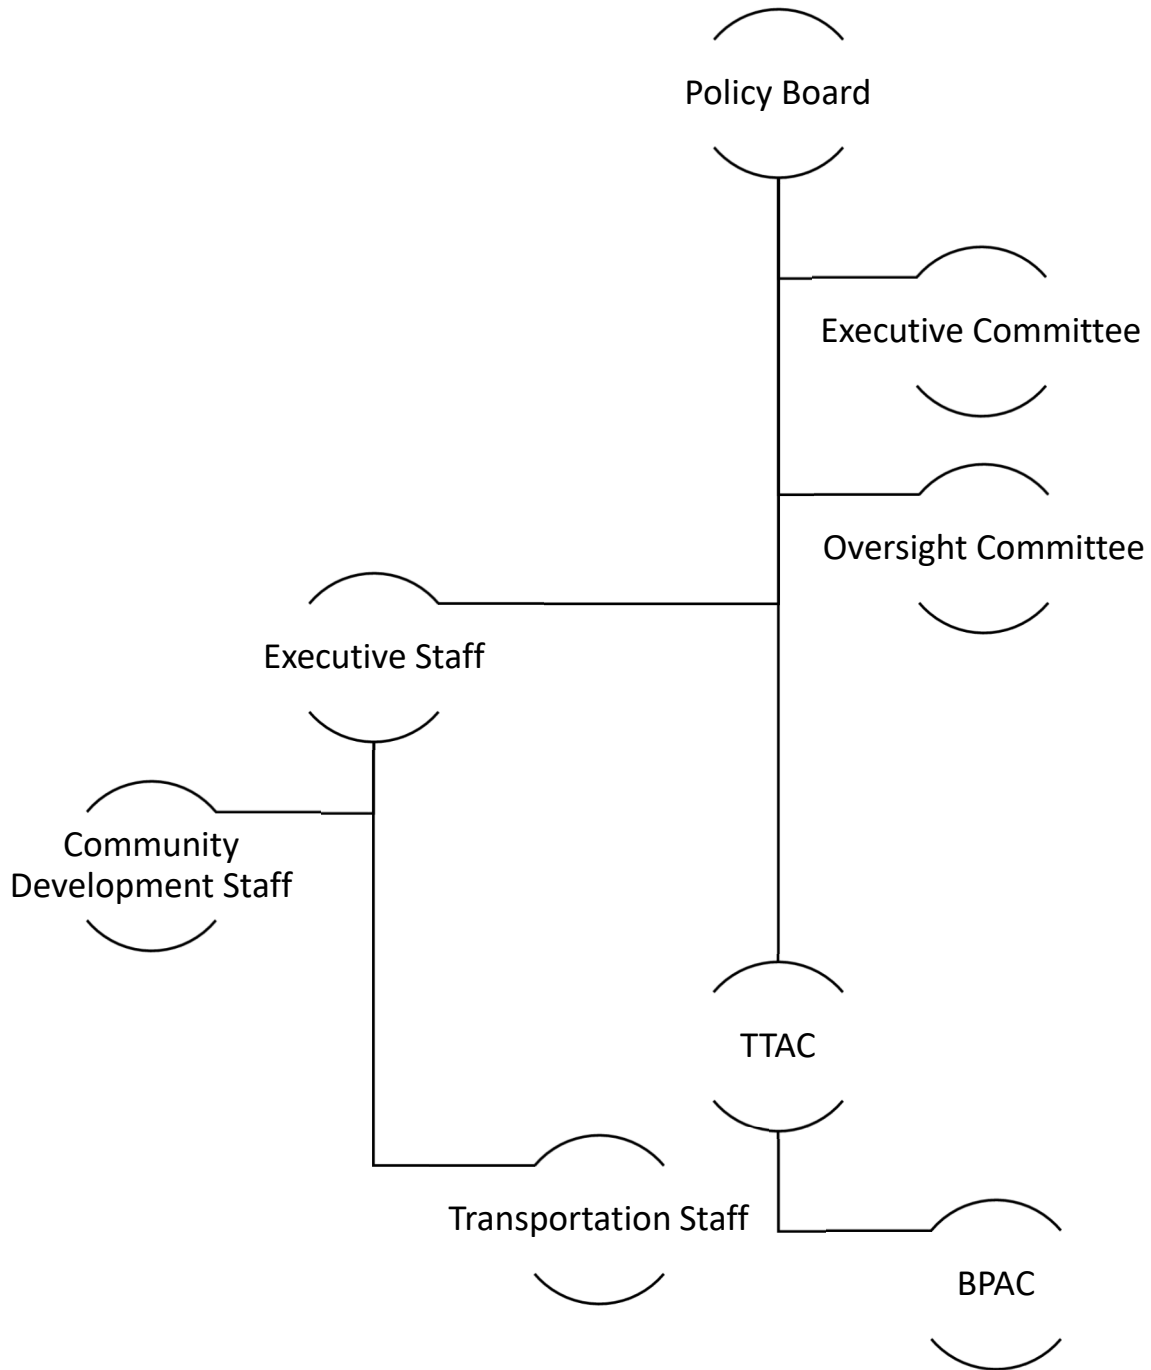 Policy Board
Executive Committee
Oversight Committee
Executive Staff
Community
Development Staff
TTAC
Transportation Staff
BPAC